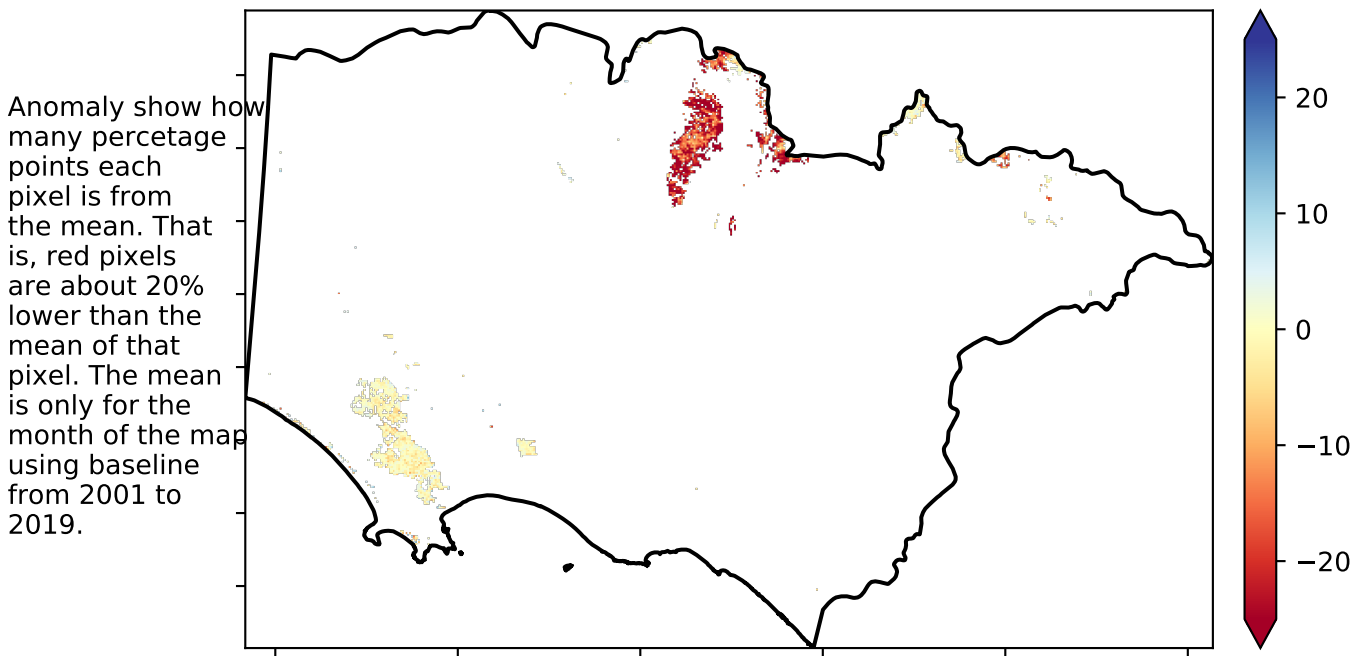 Anomaly show how
many percetage
points each
pixel is from
the mean. That
is, red pixels
are about 20%
lower than the
mean of that
pixel. The mean
is only for the
month of the map
using baseline
from 2001 to
2019.
20
10
0
−10
−20